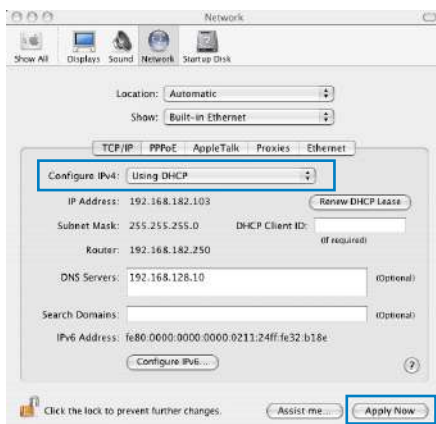 Network
Show All Displays Sound Network Startup Disk
Location: Automatic
Show: Built-in Ethernet
TCP/IP PPPoE AppleTalk Proxies Ethernet
Configure IPv4: Using DHCP
IP Address: 192.168.182.103 Renew DHCP Lease
Subnet Mask: 255.255.255.0 DHCP Client ID:
(If required)
Router: 192.168.182.250
DNS Servers: 192.168.128.10 (Optional)
Search Domains: (Optional)
IPv6 Address: fe80:0000:0000:0000:0211:24ff:fe32:b18e
Configure IPv6... ?
Click the lock to prevent further changes. Assist me... Apply Now